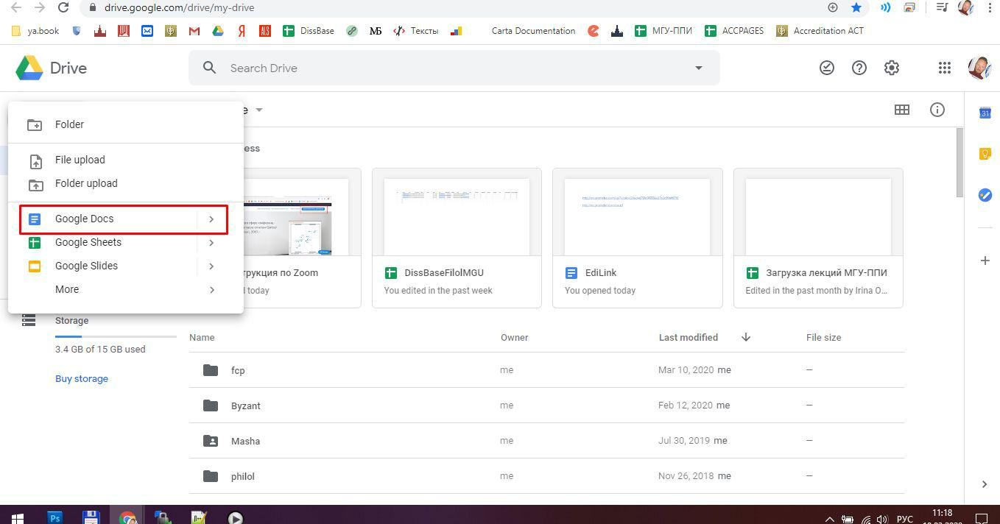 drive.google.com/drive/my-drive
ya.book
DissBase
МБ
Тексты
Carta Documentation
МГУ-ППИ
ACCPAGES
Accreditation ACT
Drive
Search Drive
Folder
File upload
Folder upload
Google Docs
Google Sheets
Google Slides
More
Storage
3.4 GB of 15 GB used
Buy storage
e
ess
трукция по Zoom
d today
DissBaseFilolMGU
You edited in the past week
EdiLink
You opened today
Загрузка лекций МГУ-ППИ
Edited in the past month by Irina O...
Name Owner Last modified File size
fcp me Mar 10, 2020 me —
Byzant me Feb 12, 2020 me —
Masha me Jul 30, 2019 me —
philol me Nov 26, 2018 me —
31
Ps
РУС
11:18